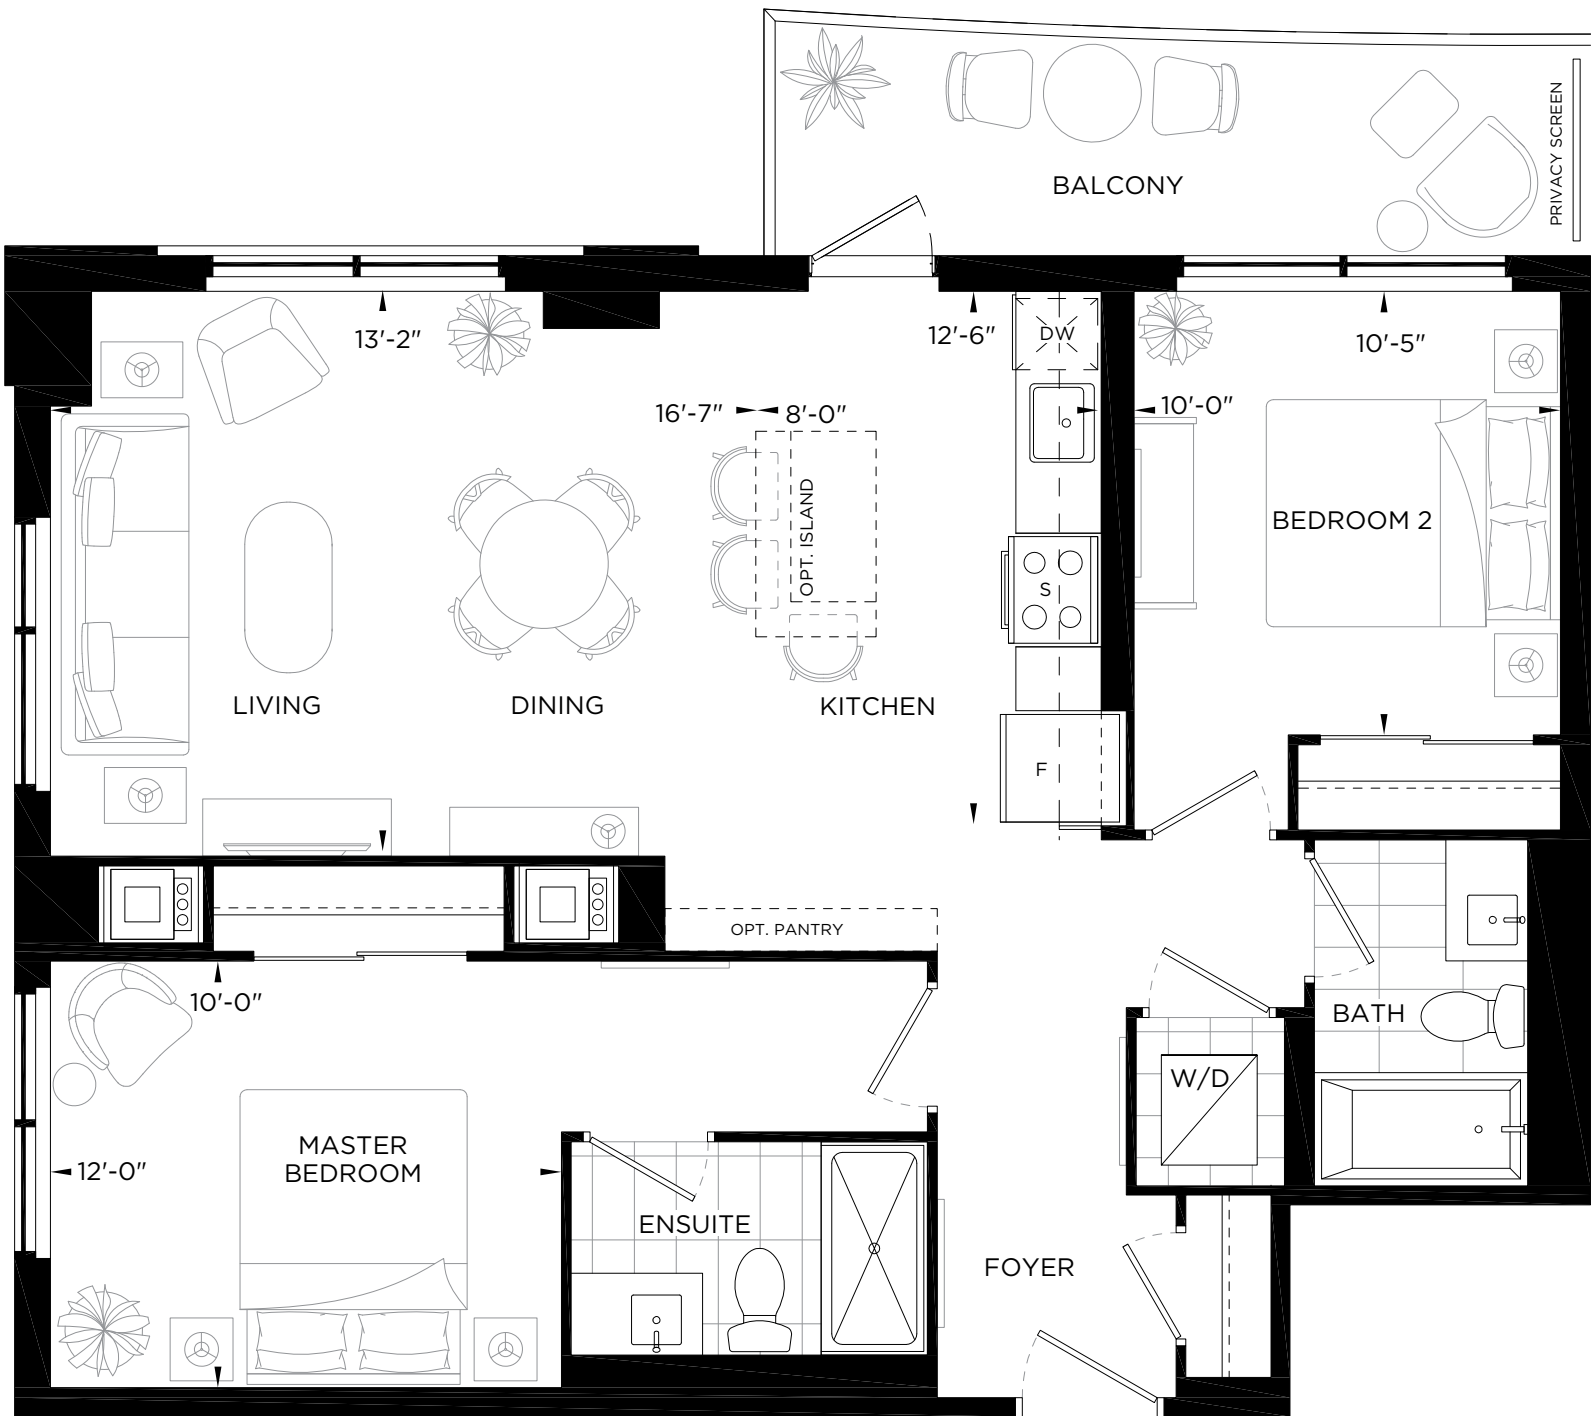 PRIVACY SCREEN
BALCONY
13'-2"
12'-6"
DW
10'-5"
16'-7"
8'-0"
10'-0"
OPT. ISLAND
BEDROOM 2
S
LIVING
DINING
KITCHEN
F
OPT. PANTRY
10'-0"
BATH
W/D
MASTER
BEDROOM
12'-0"
ENSUITE
FOYER